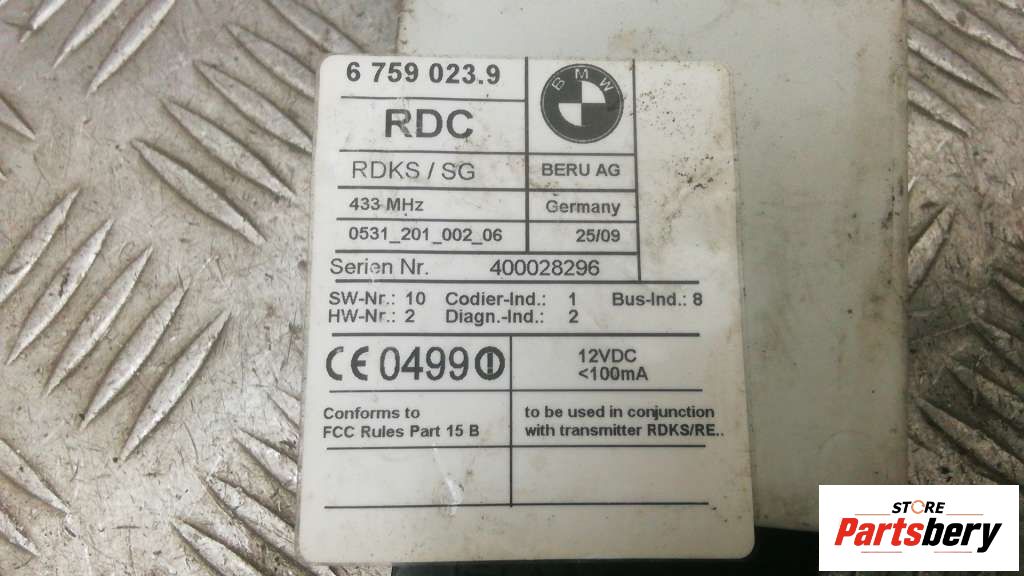 6 759 023.9
BMW
RDC
RDKS / SG
BERU AG
433 MHz
Germany
0531_201_002_06
25/09
Serien Nr. 400028296
SW-Nr.: 10 Codier-Ind.: 1 Bus-Ind.: 8
HW-Nr.: 2 Diagn.-Ind.: 2
CE 0499
12VDC
<100mA
Conforms to
FCC Rules Part 15 B
to be used in conjunction
with transmitter RDKS/RE..
STORE
Partsbery